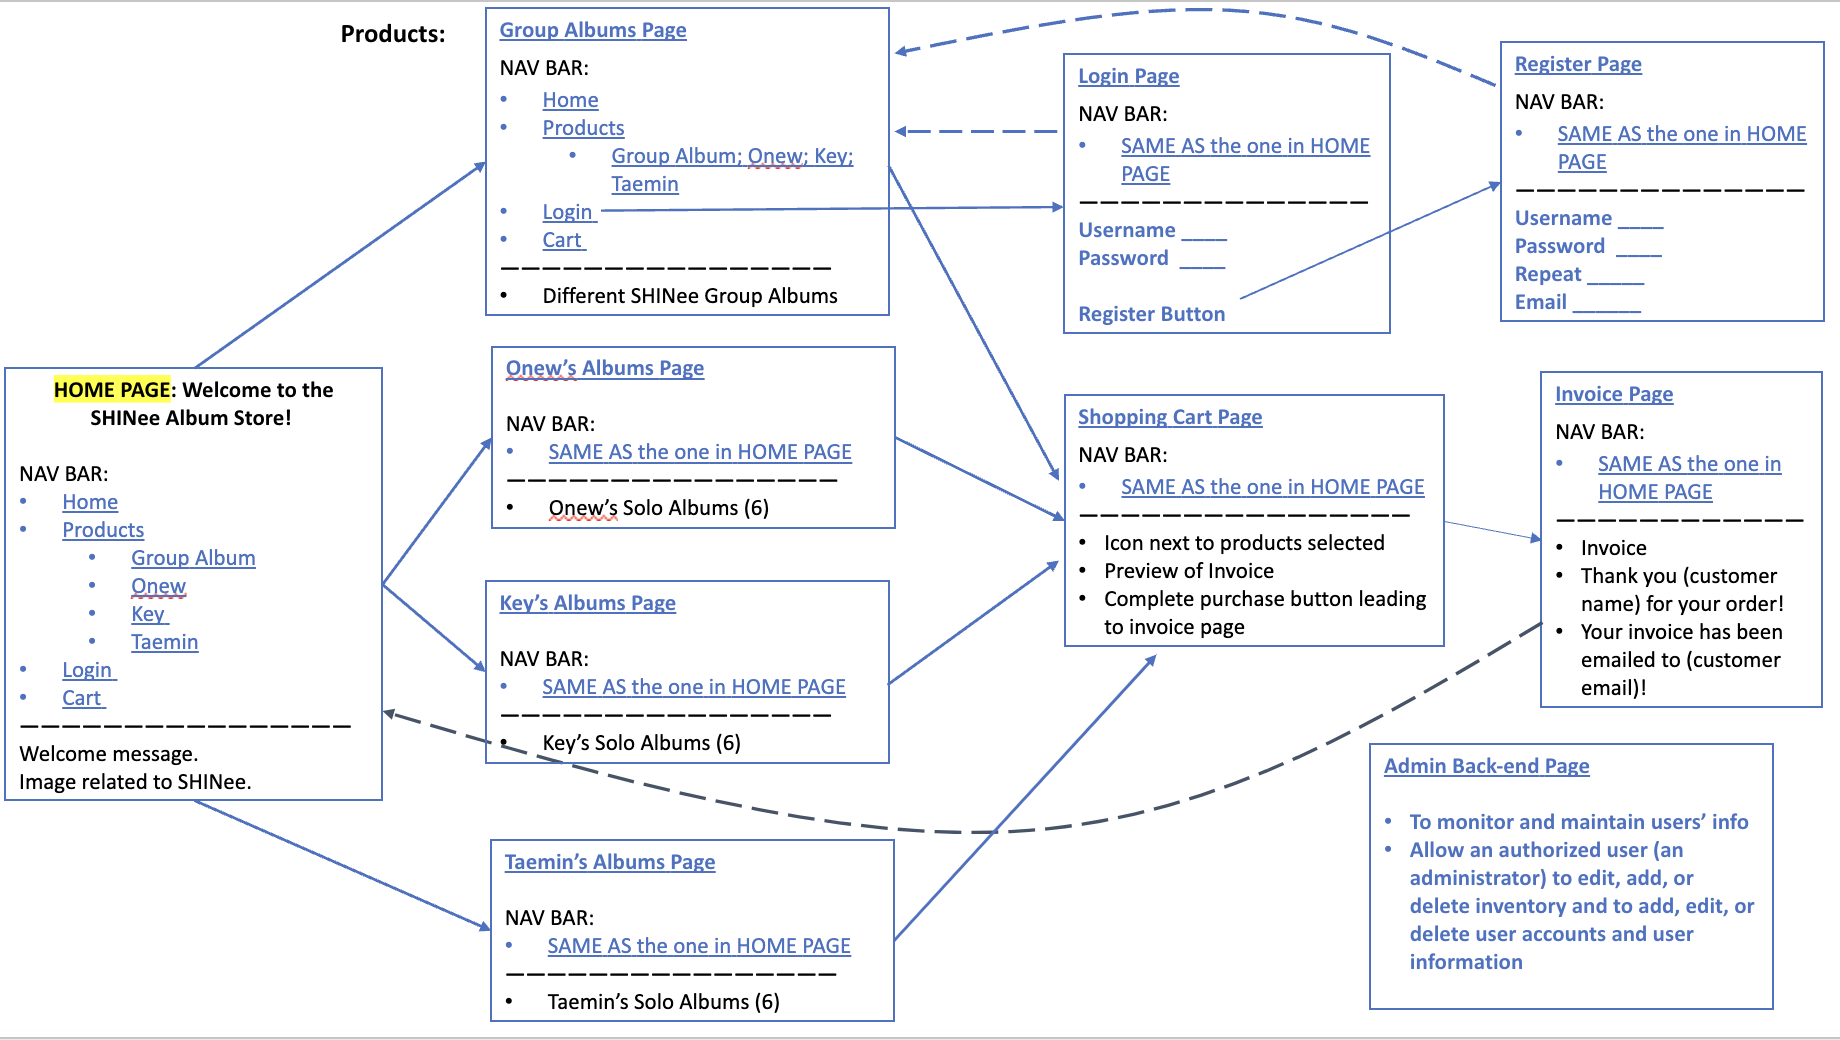 Products:
Group Albums Page
NAV BAR:
• Home
• Products
• Group Album; Onew; Key;
Taemin
• Login
• Cart
________________
• Different SHINee Group Albums
Login Page
NAV BAR:
• SAME AS the one in HOME
PAGE
______________
Username ____
Password ____
Register Button
Register Page
NAV BAR:
• SAME AS the one in HOME
PAGE
______________
Username ____
Password ____
Repeat _____
Email ______
HOME PAGE: Welcome to the
SHINee Album Store!
NAV BAR:
• Home
• Products
• Group Album
• Onew
• Key
• Taemin
• Login
• Cart
________________
Welcome message.
Image related to SHINee.
Onew’s Albums Page
NAV BAR:
• SAME AS the one in HOME PAGE
________________
• Onew’s Solo Albums (6)
Key’s Albums Page
NAV BAR:
• SAME AS the one in HOME PAGE
________________
• Key’s Solo Albums (6)
Taemin’s Albums Page
NAV BAR:
• SAME AS the one in HOME PAGE
________________
• Taemin’s Solo Albums (6)
Shopping Cart Page
NAV BAR:
• SAME AS the one in HOME PAGE
________________
• Icon next to products selected
• Preview of Invoice
• Complete purchase button leading
to invoice page
Invoice Page
NAV BAR:
• SAME AS the one in
HOME PAGE
____________
• Invoice
• Thank you (customer
name) for your order!
• Your invoice has been
emailed to (customer
email)!
Admin Back-end Page
• To monitor and maintain users’ info
• Allow an authorized user (an
administrator) to edit, add, or
delete inventory and to add, edit, or
delete user accounts and user
information